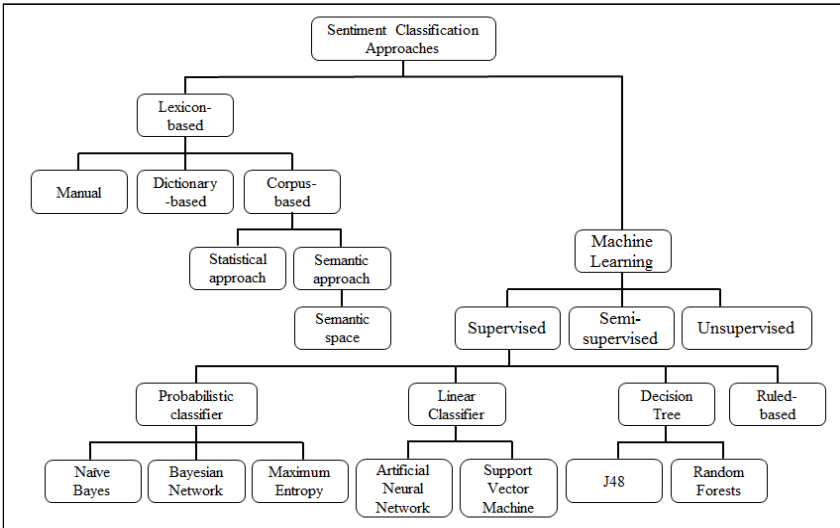 Sentiment Classification
Approaches
Lexicon-
based
Manual
Dictionary
-based
Corpus-
based
Statistical
approach
Semantic
approach
Semantic
space
Machine
Learning
Supervised
Semi-
supervised
Unsupervised
Probabilistic
classifier
Linear
Classifier
Decision
Tree
Ruled-
based
Naïve
Bayes
Bayesian
Network
Maximum
Entropy
Artificial
Neural
Network
Support
Vector
Machine
J48
Random
Forests